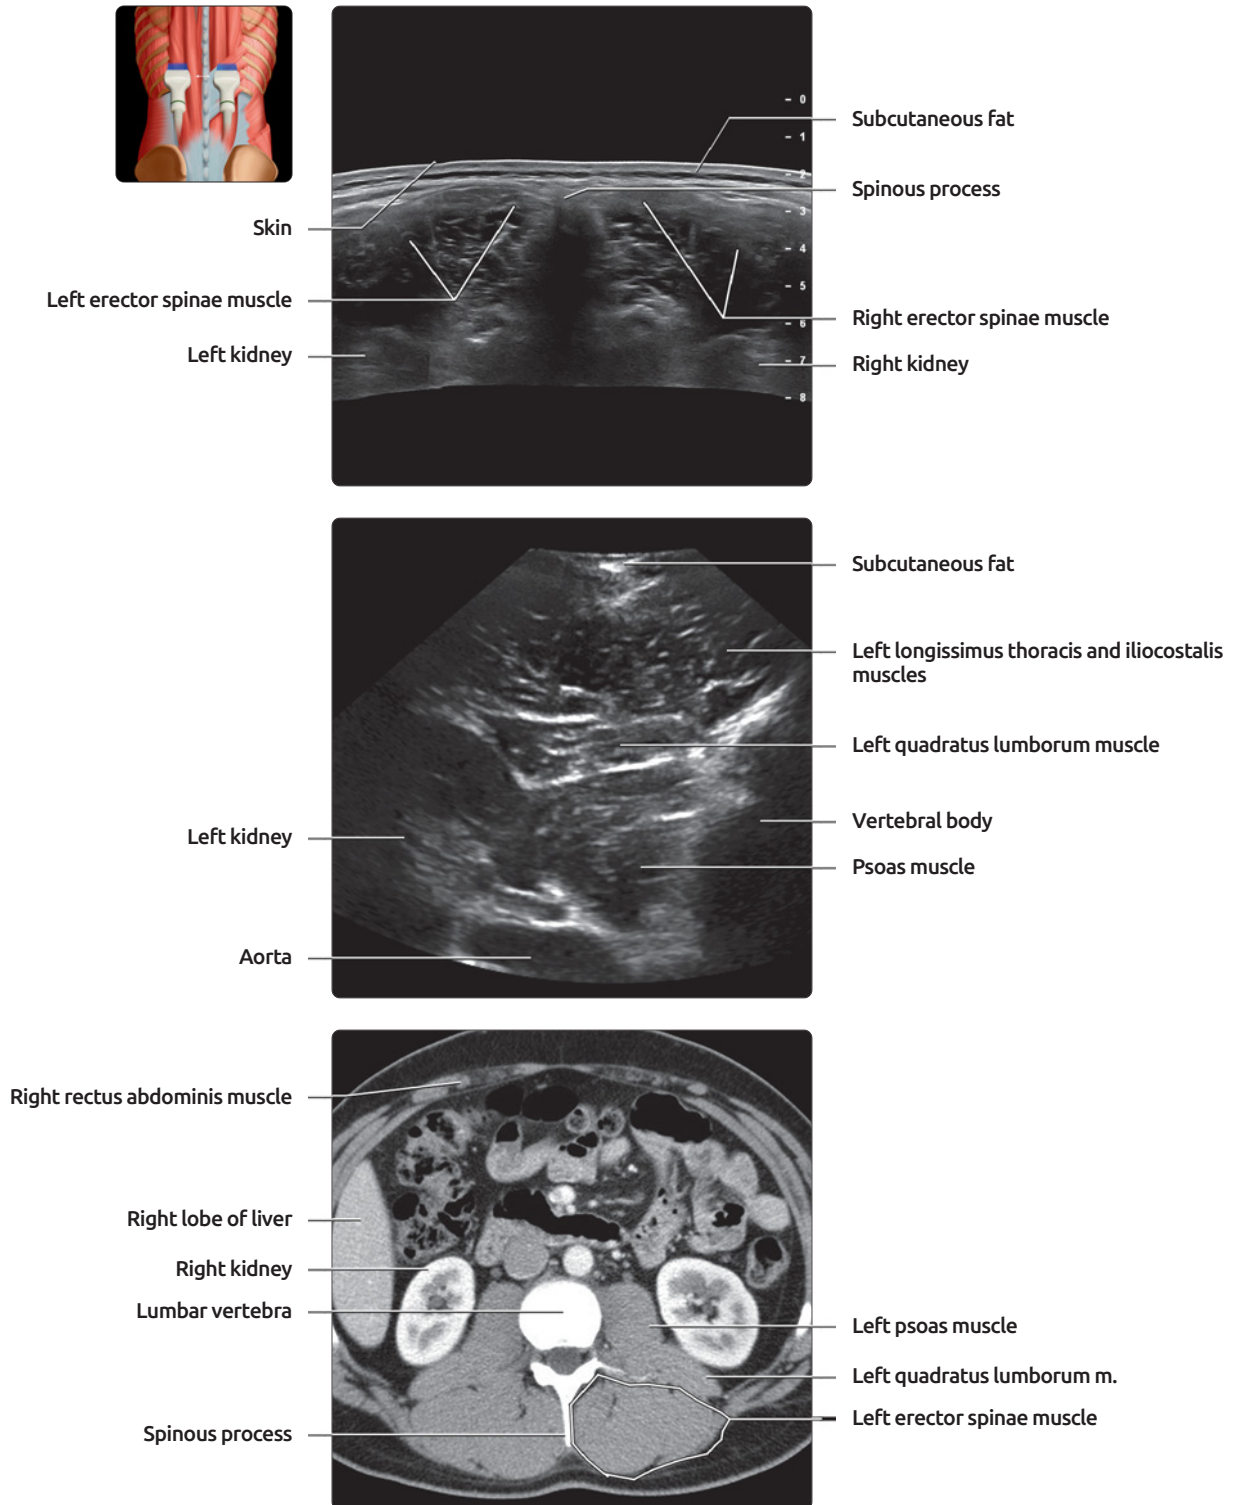 - 0
- 1
- 2
- 3
- 4
- 5
- 6
- 7
- 8
Subcutaneous fat
Spinous process
Skin
Left erector spinae muscle
Right erector spinae muscle
Left kidney
Right kidney
Subcutaneous fat
Left longissimus thoracis and iliocostalis
muscles
Left quadratus lumborum muscle
Vertebral body
Left kidney
Psoas muscle
Aorta
Right rectus abdominis muscle
Right lobe of liver
Right kidney
Lumbar vertebra
Left psoas muscle
Left quadratus lumborum m.
Left erector spinae muscle
Spinous process